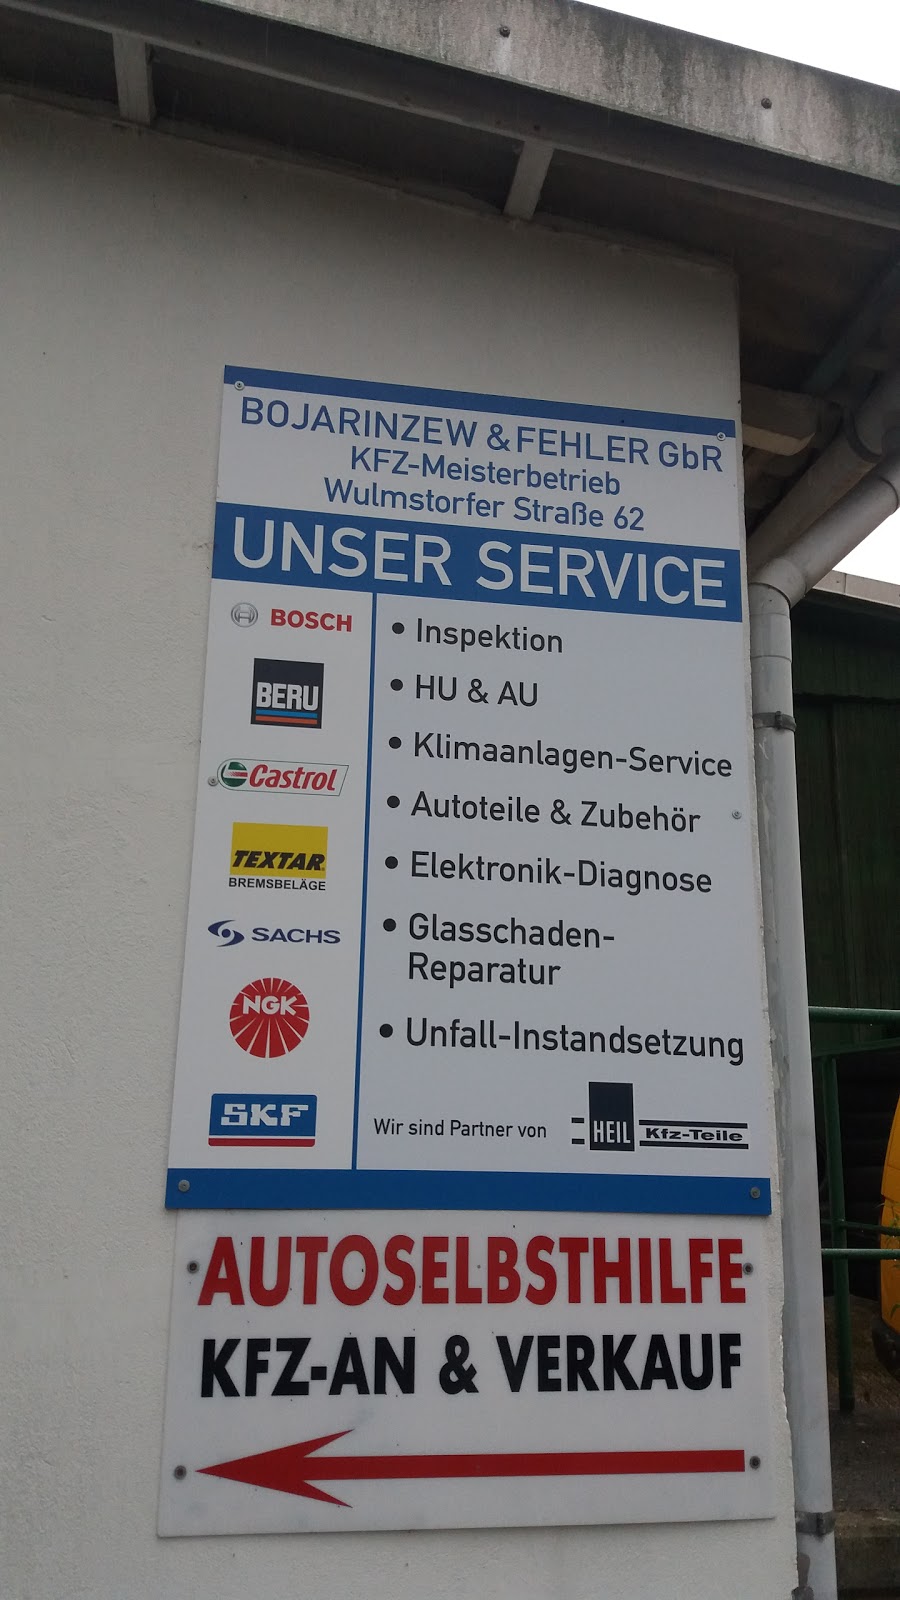 BOJARINZEW & FEHLER GbR
KFZ-Meisterbetrieb
Wulmstorfer Straße 62
UNSER SERVICE
BOSCH
BERU
Castrol
TEXTAR
BREMSBELÄGE
SACHS
NGK
SKF
• Inspektion
• HU & AU
• Klimaanlagen-Service
• Autoteile & Zubehör
• Elektronik-Diagnose
• Glasschaden-
Reparatur
• Unfall-Instandsetzung
Wir sind Partner von HEIL Kfz-Teile
AUTOSELBSTHILFE
KFZ-AN & VERKAUF